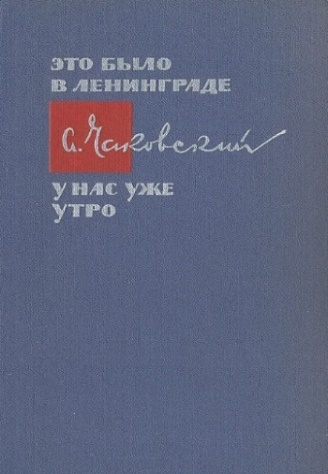 ЭТО БЫЛО
В ЛЕНИНГРАДЕ
А. Чаковский
У НАС УЖЕ
УТРО